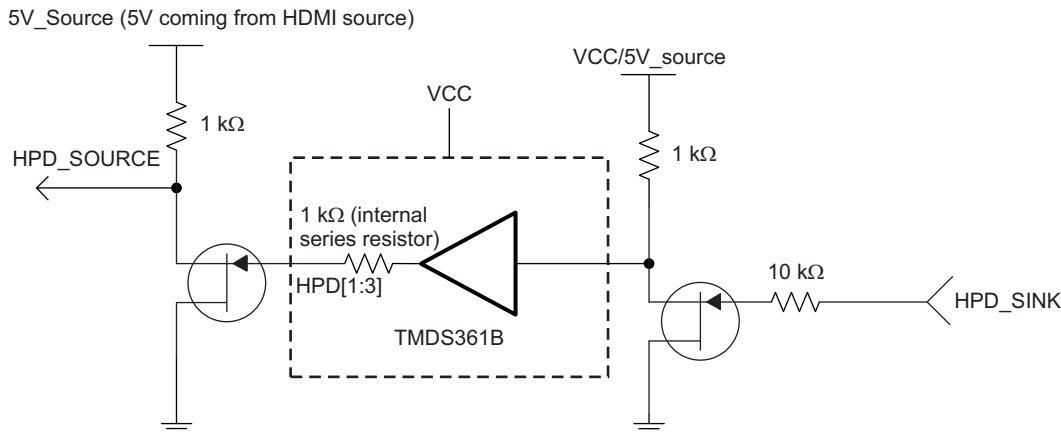 5V_Source (5V coming from HDMI source)
VCC/5V_source
VCC
1 kΩ
1 kΩ
HPD_SOURCE
1 kΩ (internal
series resistor)
HPD[1:3]
10 kΩ
HPD_SINK
TMDS361B